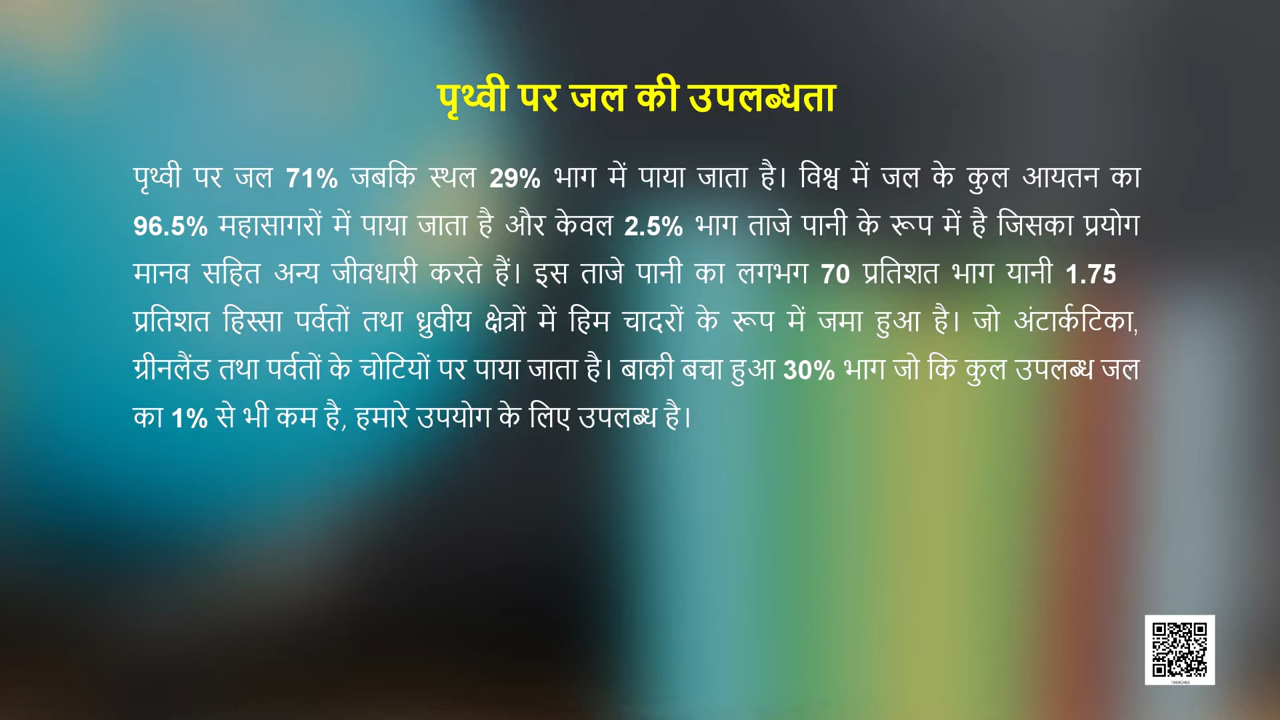 पृथ्वी पर जल की उपलब्धता
पृथ्वी पर जल 71% जबकि स्थल 29% भाग में पाया जाता है। विश्व में जल के कुल आयतन का
96.5% महासागरों में पाया जाता है और केवल 2.5% भाग ताजे पानी के रूप में है जिसका प्रयोग
मानव सहित अन्य जीवधारी करते हैं। इस ताजे पानी का लगभग 70 प्रतिशत भाग यानी 1.75
प्रतिशत हिस्सा पर्वतों तथा ध्रुवीय क्षेत्रों में हिम चादरों के रूप में जमा हुआ है। जो अंटार्कटिका,
ग्रीनलैंड तथा पर्वतों के चोटियों पर पाया जाता है। बाकी बचा हुआ 30% भाग जो कि कुल उपलब्ध जल
का 1% से भी कम है, हमारे उपयोग के लिए उपलब्ध है।